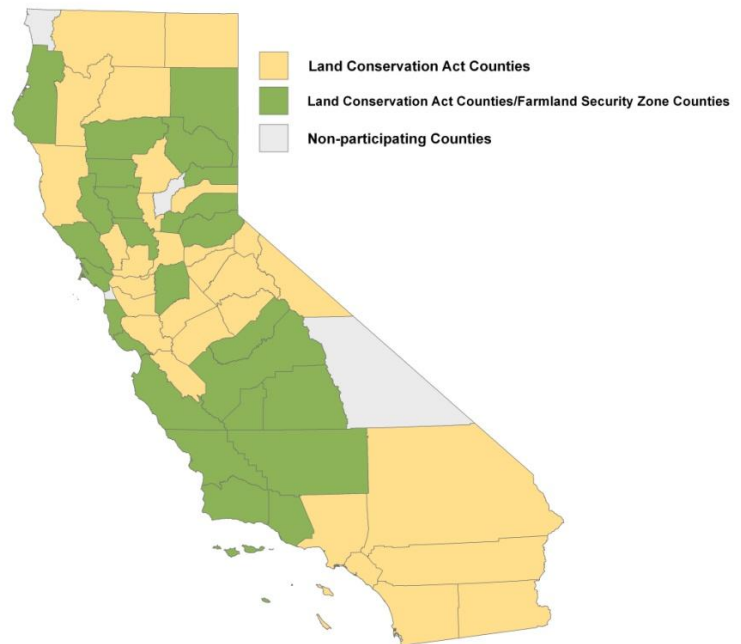 Land Conservation Act Counties
Land Conservation Act Counties/Farmland Security Zone Counties
Non-participating Counties